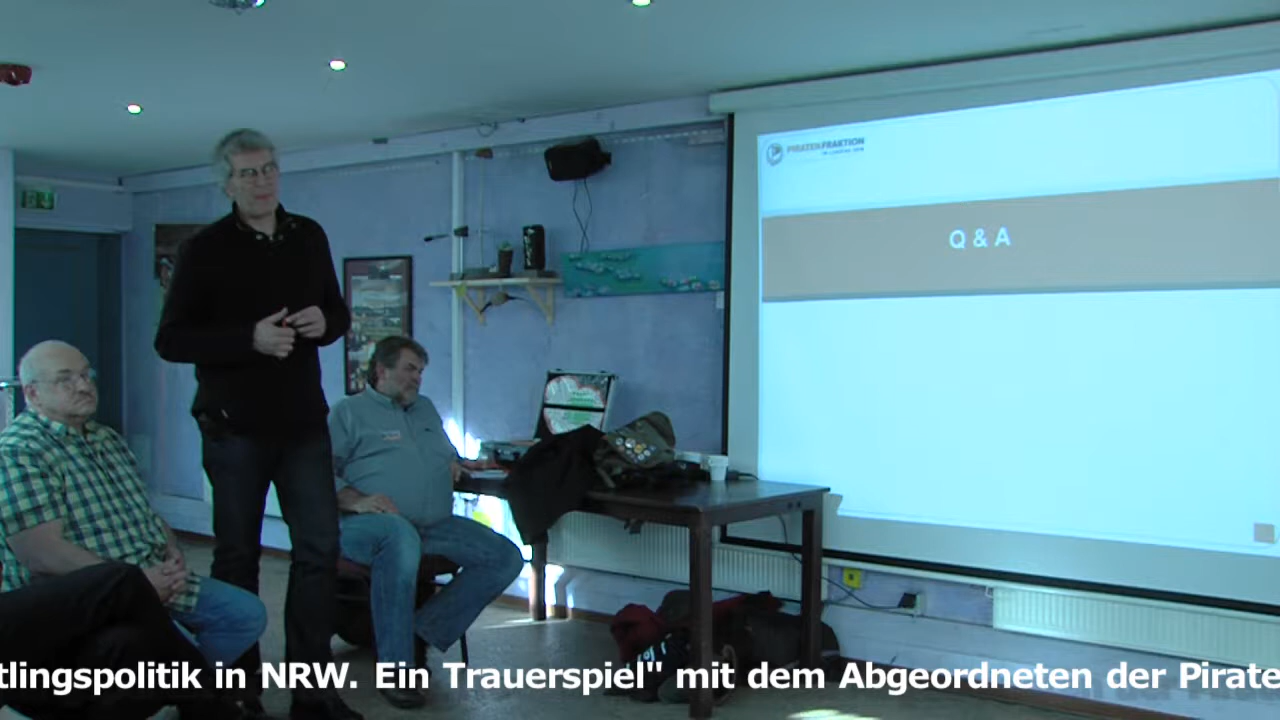 PIRATENFRAKTION
Q & A
tlingspolitik in NRW. Ein Trauerspiel" mit dem Abgeordneten der Pirate